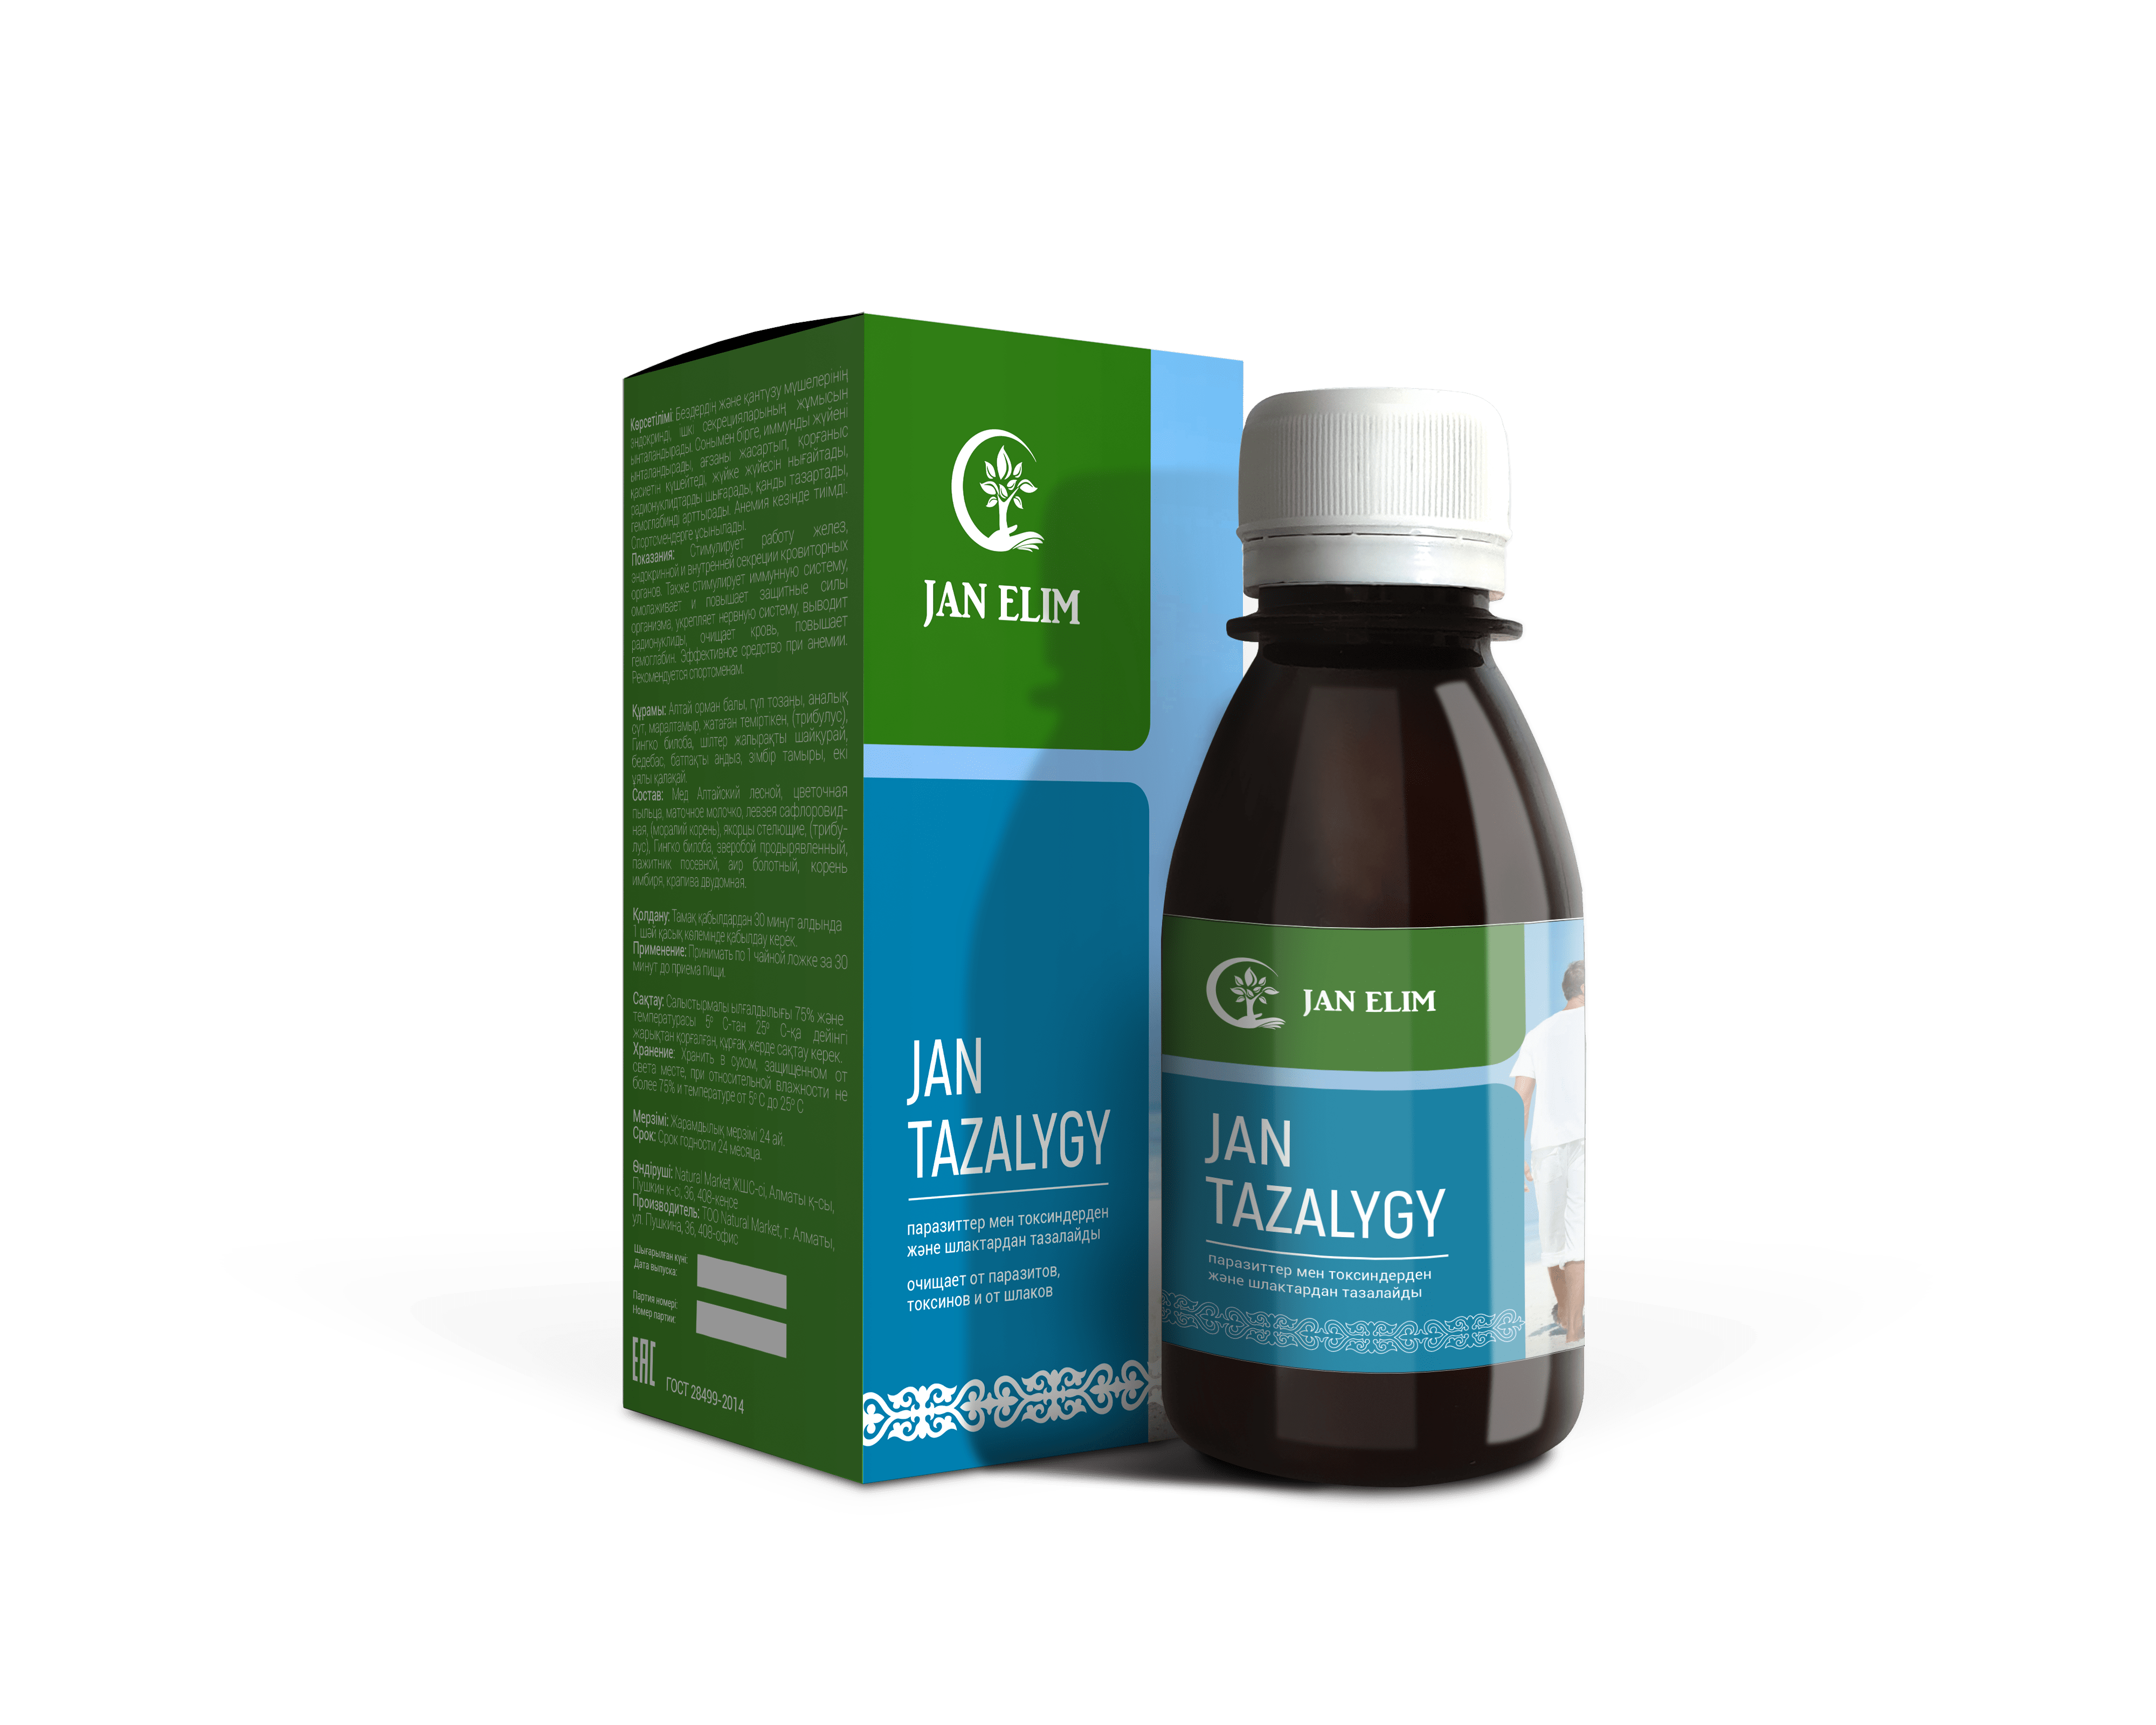 Көрсетілімі: Бездердің және қантүзу мүшелерінің
эндокринді, ішкі секрецияларының жұмысын
ынталандырады. Сонымен бірге, иммунды жүйені
ынталандырады, ағзаны жасартып, қорғаныс
қасиетін күшейтеді, жүйке жүйесін нығайтады,
радионуклидтарды шығарады, қанды тазартады,
гемоглабинді арттырады. Анемия кезінде тиімді.
Спортсмендерге ұсынылады.
Показания: Стимулирует работу желез,
эндокринной и внутренней секреции кровиторных
органов. Также стимулирует иммунную систему,
омолаживает и повышает защитные силы
организма, укрепляет нервную систему, выводит
радионуклиды, очищает кровь, повышает
гемоглабин. Эффективное средство при анемии.
Рекомендуется спортсменам.
Құрамы: Алтай орман балы, гүл тозаңы, аналық
сүт, маралтамыр, жатаған теміртікен, (трибулус),
Гингко билоба, шілтер жапырақты шайқурай,
бедебас, батпақты андыз, зімбір тамыры, екі
ұялы қалақай.
Состав: Мед Алтайский лесной, цветочная
пыльца, маточное молочко, левзея сафлоровид-
ная, (моралий корень), якорцы стелющие, (трибу-
лус), Гингко билоба, зверобой продырявленный,
пажитник посевной, аир болотный, корень
имбиря, крапива двудомная.
Қолдану: Тамақ қабылдардан 30 минут алдында
1 шәй қасық көлемінде қабылдау керек.
Применение: Принимать по 1 чайной ложке за 30
минут до приема пищи.
Сақтау: Салыстырмалы ылғалдылығы 75% және
температурасы 5º С-тан 25º С-қа дейінгі
жарықтан қорғалған, құрғақ жерде сақтау керек.
Хранение: Хранить в сухом, защищенном от
света месте, при относительной влажности не
более 75% и температуре от 5º С до 25º С
Мерзімі: Жарамдылық мерзімі 24 ай.
Срок: Срок годности 24 месяца.
Өндіруші: Natural Market ЖШС-сі, Алматы қ-сы,
Пушкин к-сі, 36, 408-кеңсе
Производитель: ТОО Natural Market, г. Алматы,
ул. Пушкина, 36, 408-офис
Шығарылған күні:
Дата выпуска:
Партия номері:
Номер партии:
ЕАС
ГОСТ 28499-2014
JAN ELIM
JAN
TAZALYGY
паразиттер мен токсиндерден
және шлактардан тазалайды
очищает от паразитов,
токсинов и от шлаков
JAN ELIM
JAN
TAZALYGY
паразиттер мен токсиндерден
және шлактардан тазалайды